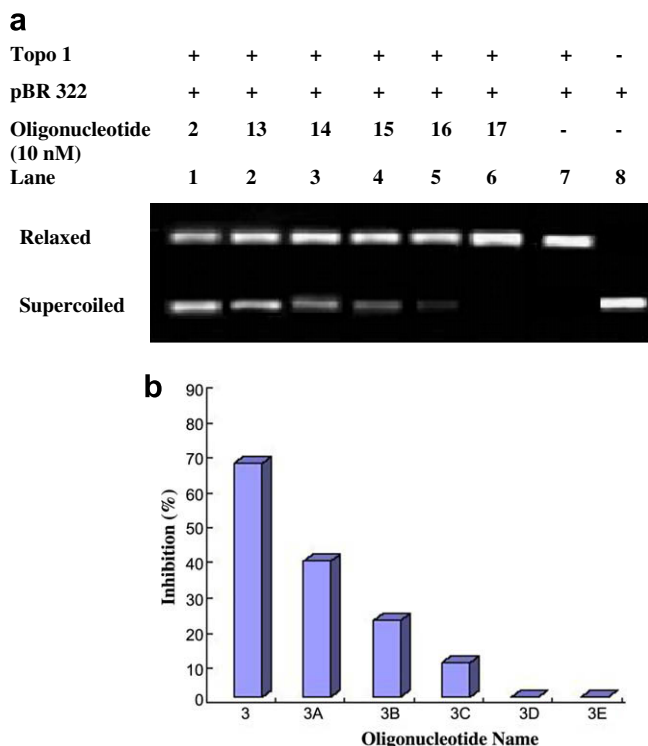 a
Topo 1 + + + + + + + -
pBR 322 + + + + + + + +
Oligonucleotide 2 13 14 15 16 17 - -
(10 nM)
Lane 1 2 3 4 5 6 7 8
Relaxed
Supercoiled
b
90
80
70
60
50
40
30
20
10
0
Inhibition (%)
3 3A 3B 3C 3D 3E
Oligonucleotide Name